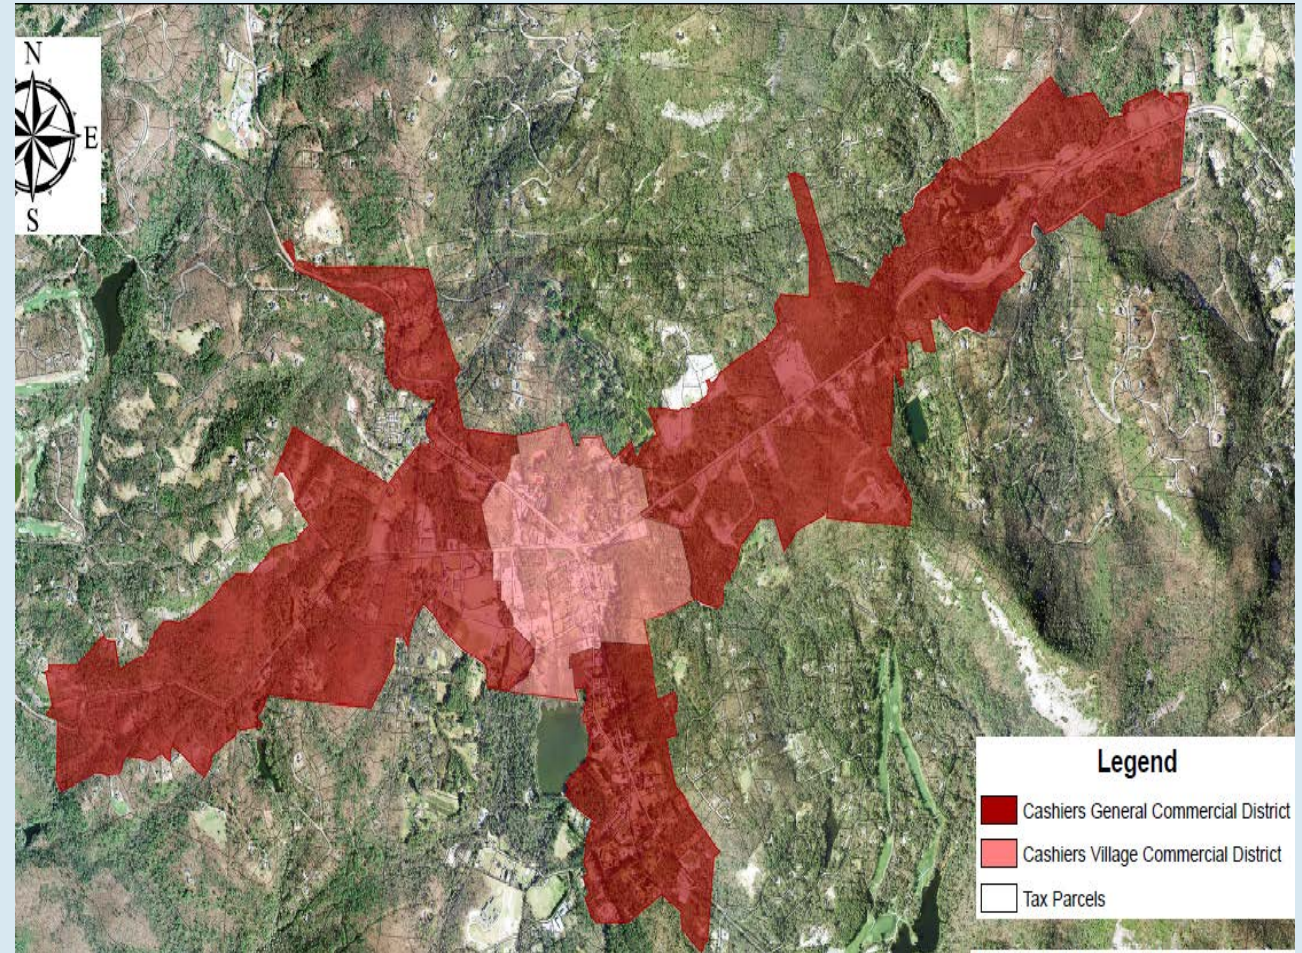 N
E
S
Legend
Cashiers General Commercial District
Cashiers Village Commercial District
Tax Parcels